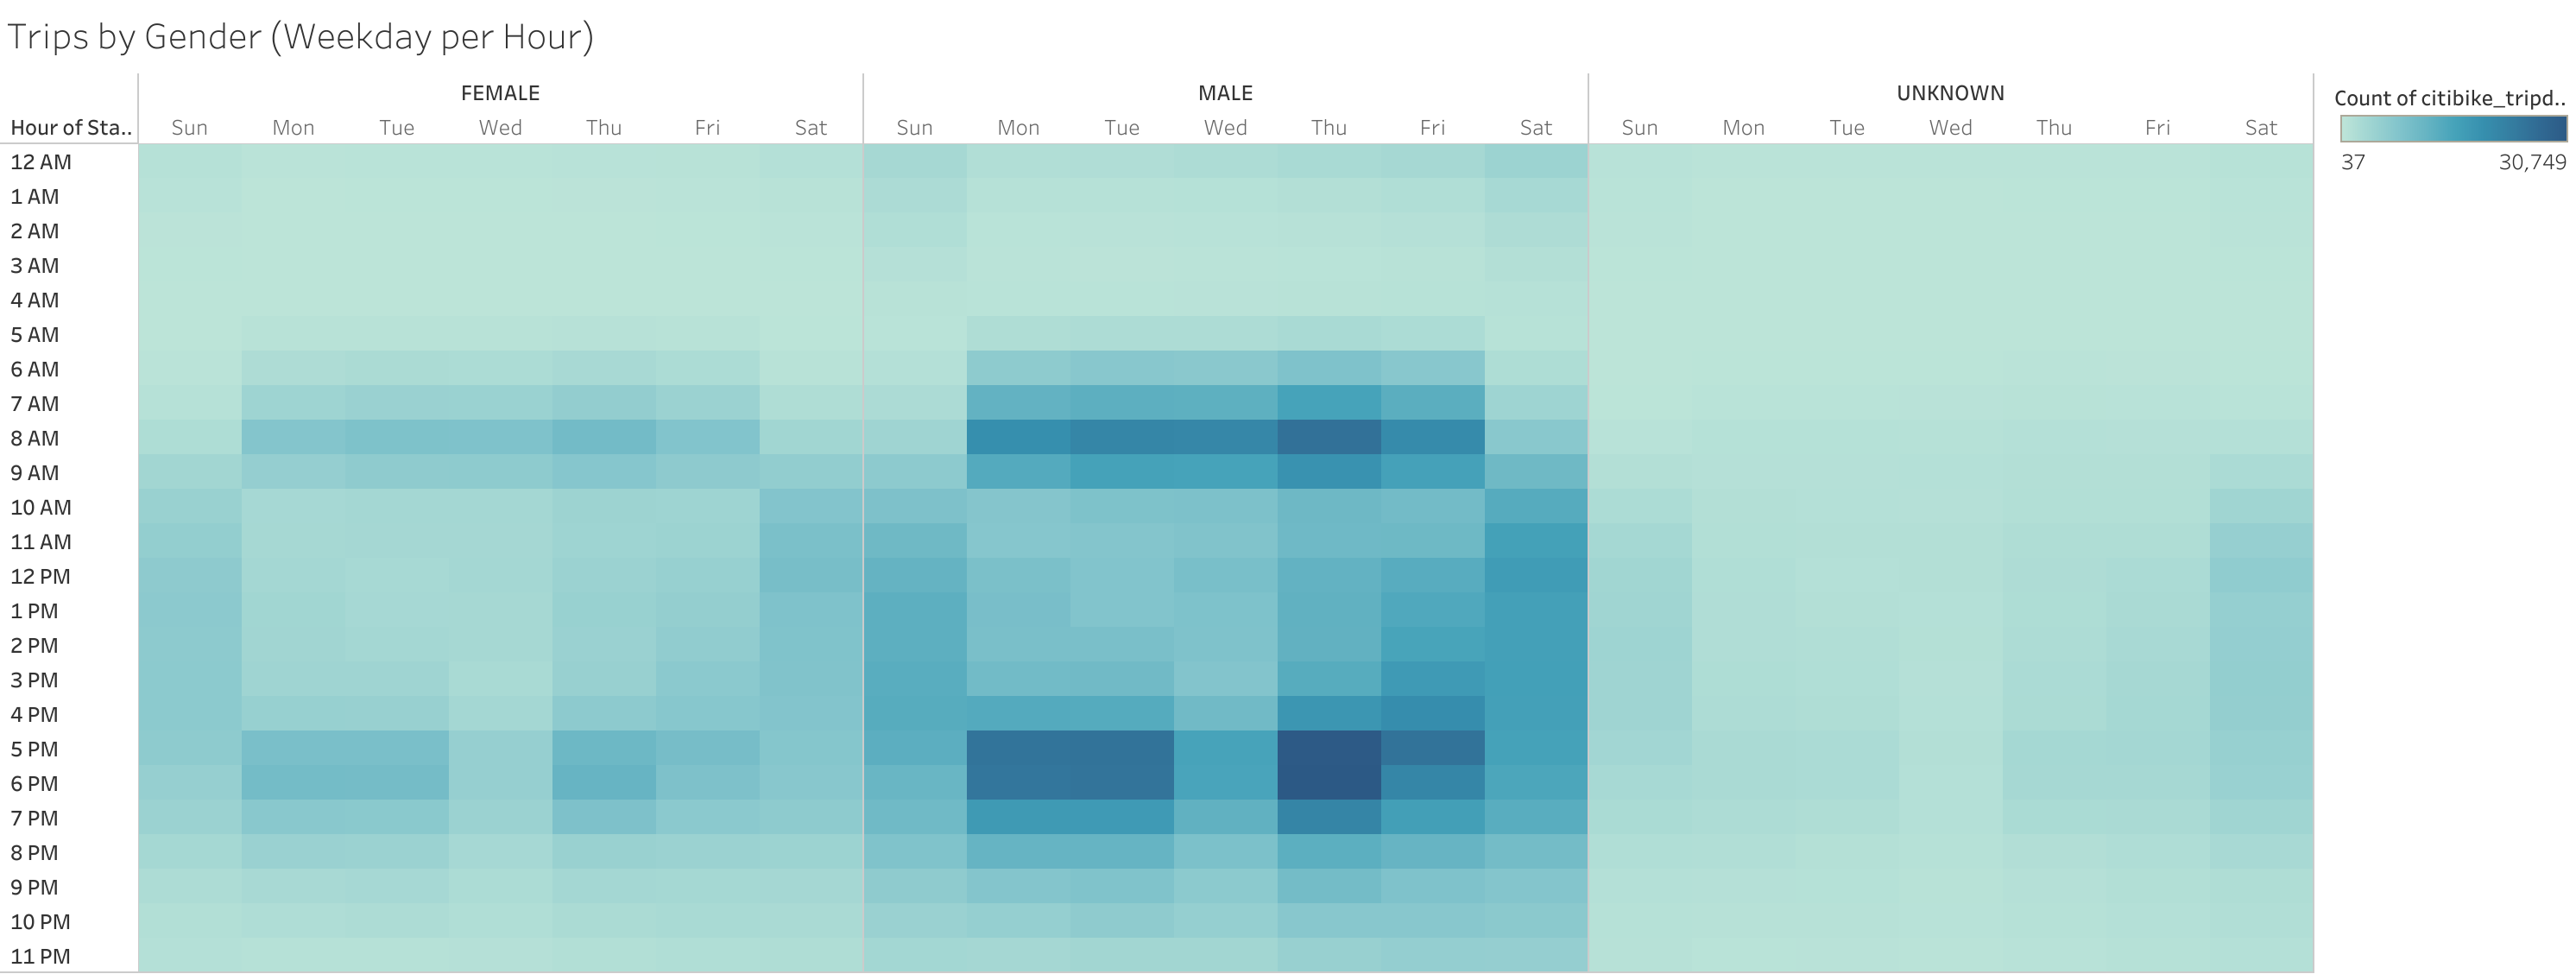 Trips by Gender (Weekday per Hour)
FEMALE MALE UNKNOWN
Hour of Sta.. Sun Mon Tue Wed Thu Fri Sat Sun Mon Tue Wed Thu Fri Sat Sun Mon Tue Wed Thu Fri Sat
12 AM
1 AM
2 AM
3 AM
4 AM
5 AM
6 AM
7 AM
8 AM
9 AM
10 AM
11 AM
12 PM
1 PM
2 PM
3 PM
4 PM
5 PM
6 PM
7 PM
8 PM
9 PM
10 PM
11 PM
Count of citibike_tripd..
37 30,749